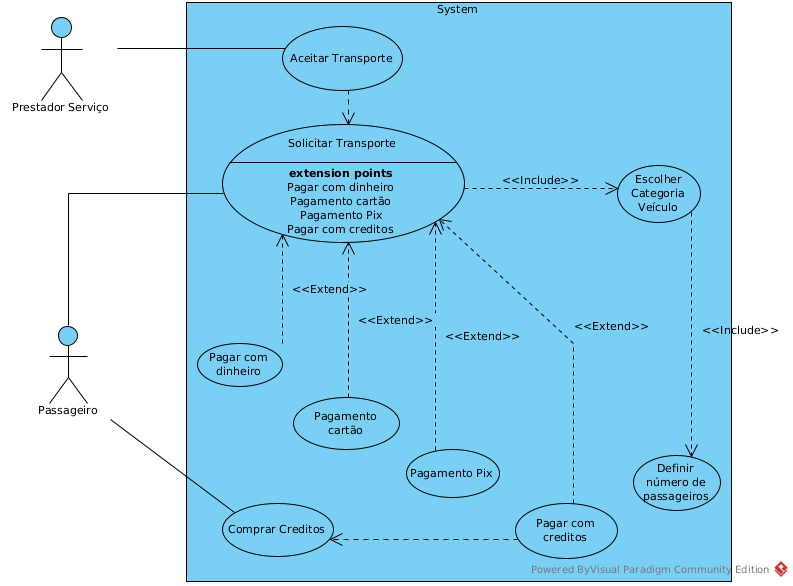 System
Aceitar Transporte
Prestador Serviço
Solicitar Transporte
extension points
Pagar com dinheiro
Pagamento cartão
Pagamento Pix
Pagar com creditos
<<Include>>
Escolher
Categoria
Veículo
<<Extend>>
<<Extend>>
<<Extend>>
<<Extend>>
<<Include>>
Pagar com
dinheiro
Passageiro
Pagamento
cartão
Pagamento Pix
Definir
número de
passageiros
Comprar Creditos
Pagar com
creditos
Powered ByVisual Paradigm Community Edition